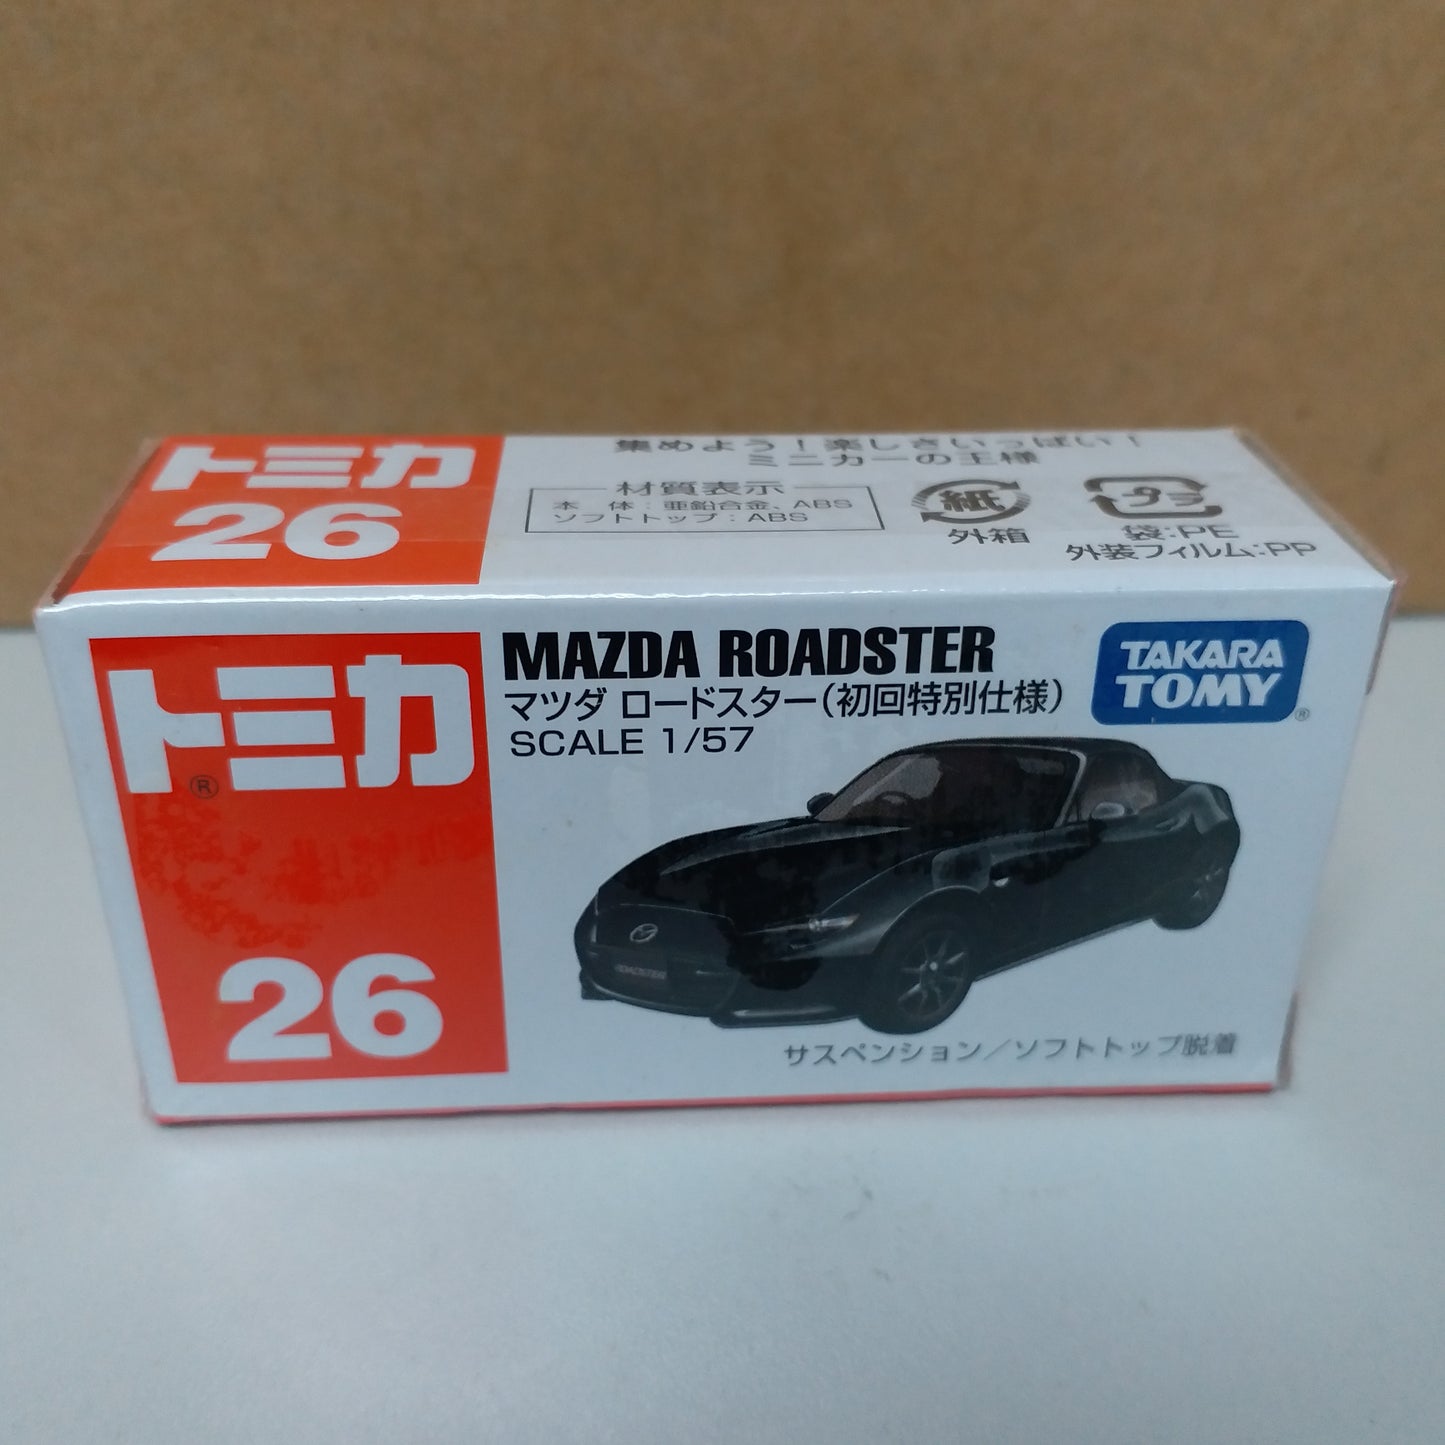 トミカ
26
集めよう！楽しさいっぱい！
ミニカーの王様
材質表示
本 体：亜鉛合金、ABS
ソフトトップ：ABS
紙
外箱
プラ
袋:PE
外装フィルム:PP
トミカ®
26
MAZDA ROADSTER
マツダ ロードスター（初回特別仕様）
SCALE 1/57
TAKARA
TOMY®
ROADSTER
サスペンション／ソフトトップ脱着